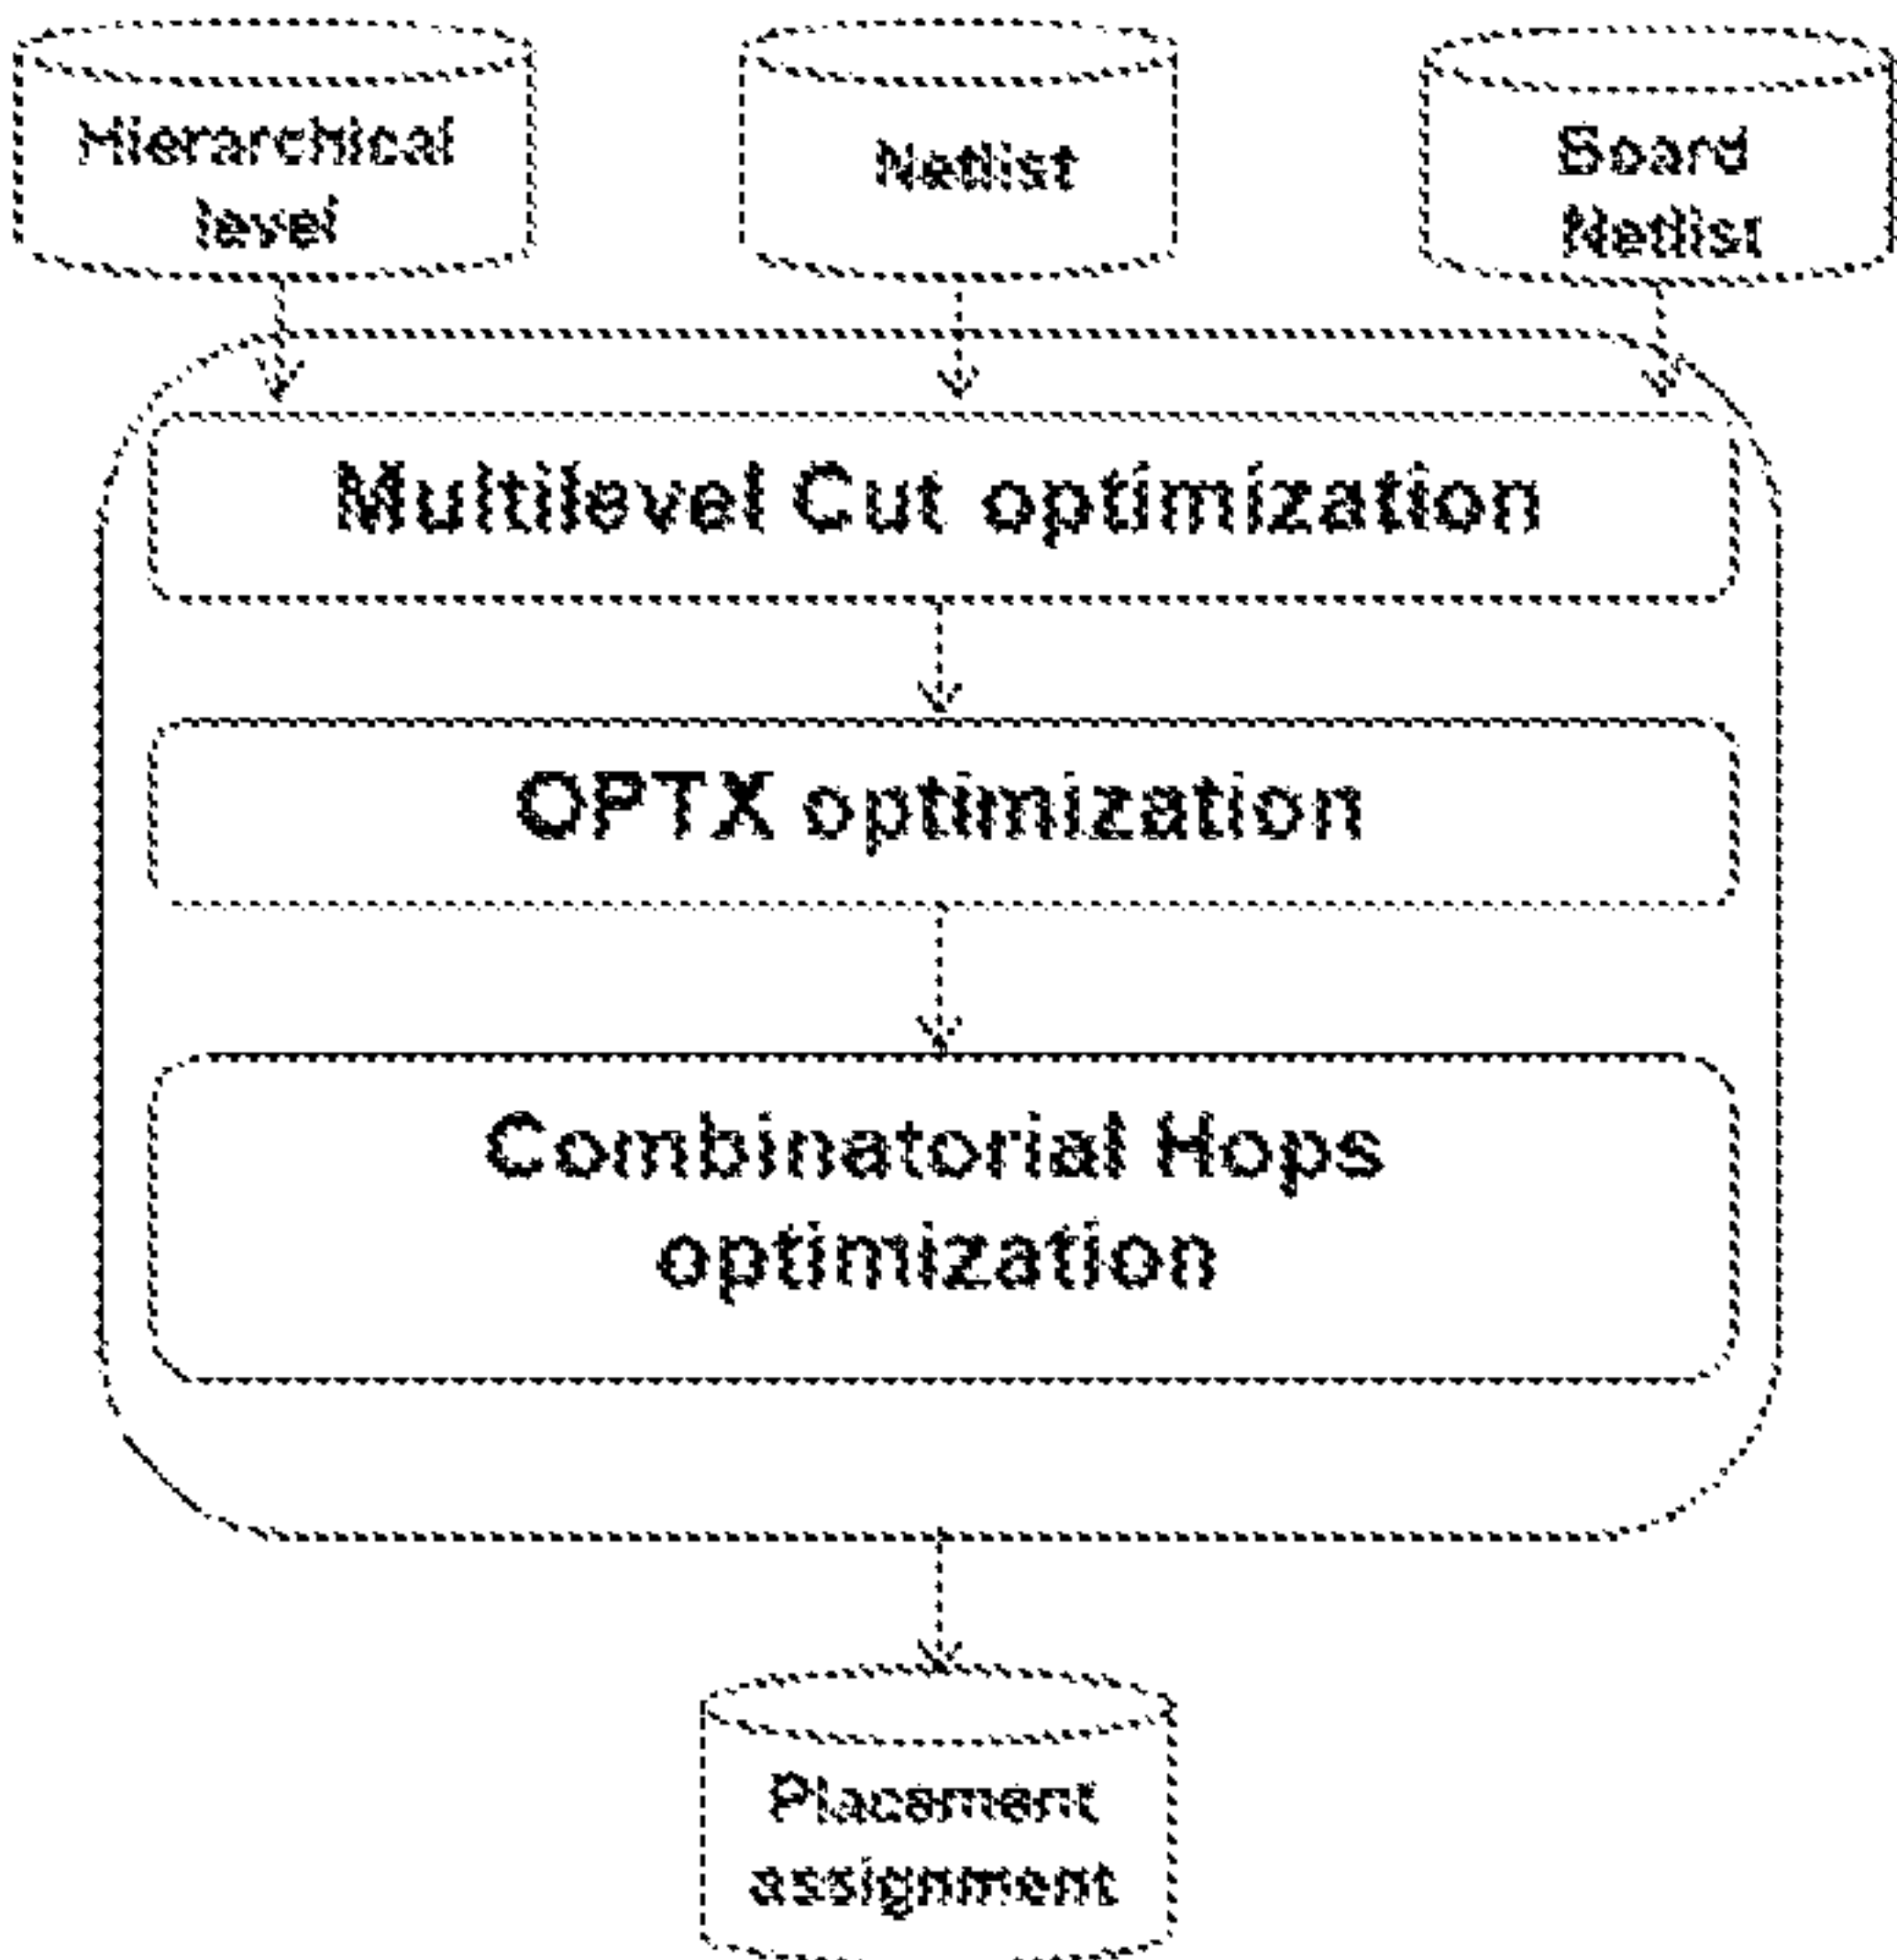 Hierarchical
level
Netlist
Board
Netlist
Multilevel Cut optimization
OPTX optimization
Combinatorial Hops
optimization
Placement
assignment